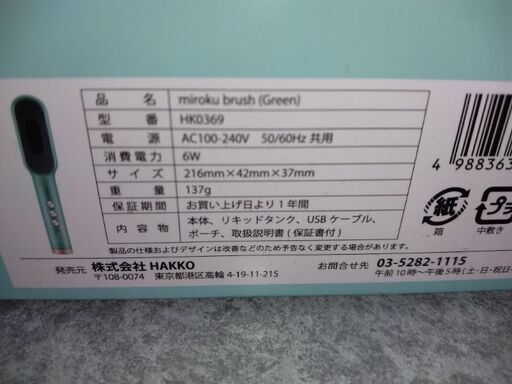 品名 miroku brush (Green)
型番 HK0369
電源 AC100-240V 50/60Hz 共用
消費電力 6W
サイズ 216mm×42mm×37mm
重量 137g
保証期間 お買い上げ日より1年間
内容物 本体、リキッドタンク、USBケーブル、
ポーチ、取扱説明書(保証書付)
製品の仕様およびデザインは改善などのため予告なく変更する場合があります。
発売元 株式会社 HAKKO
〒108-0074 東京都港区高輪 4-19-11-215
お問合せ先 03-5282-1115
午前10時〜午後5時(土・日・祝日
4 988363
紙
箱
プラ
中敷き